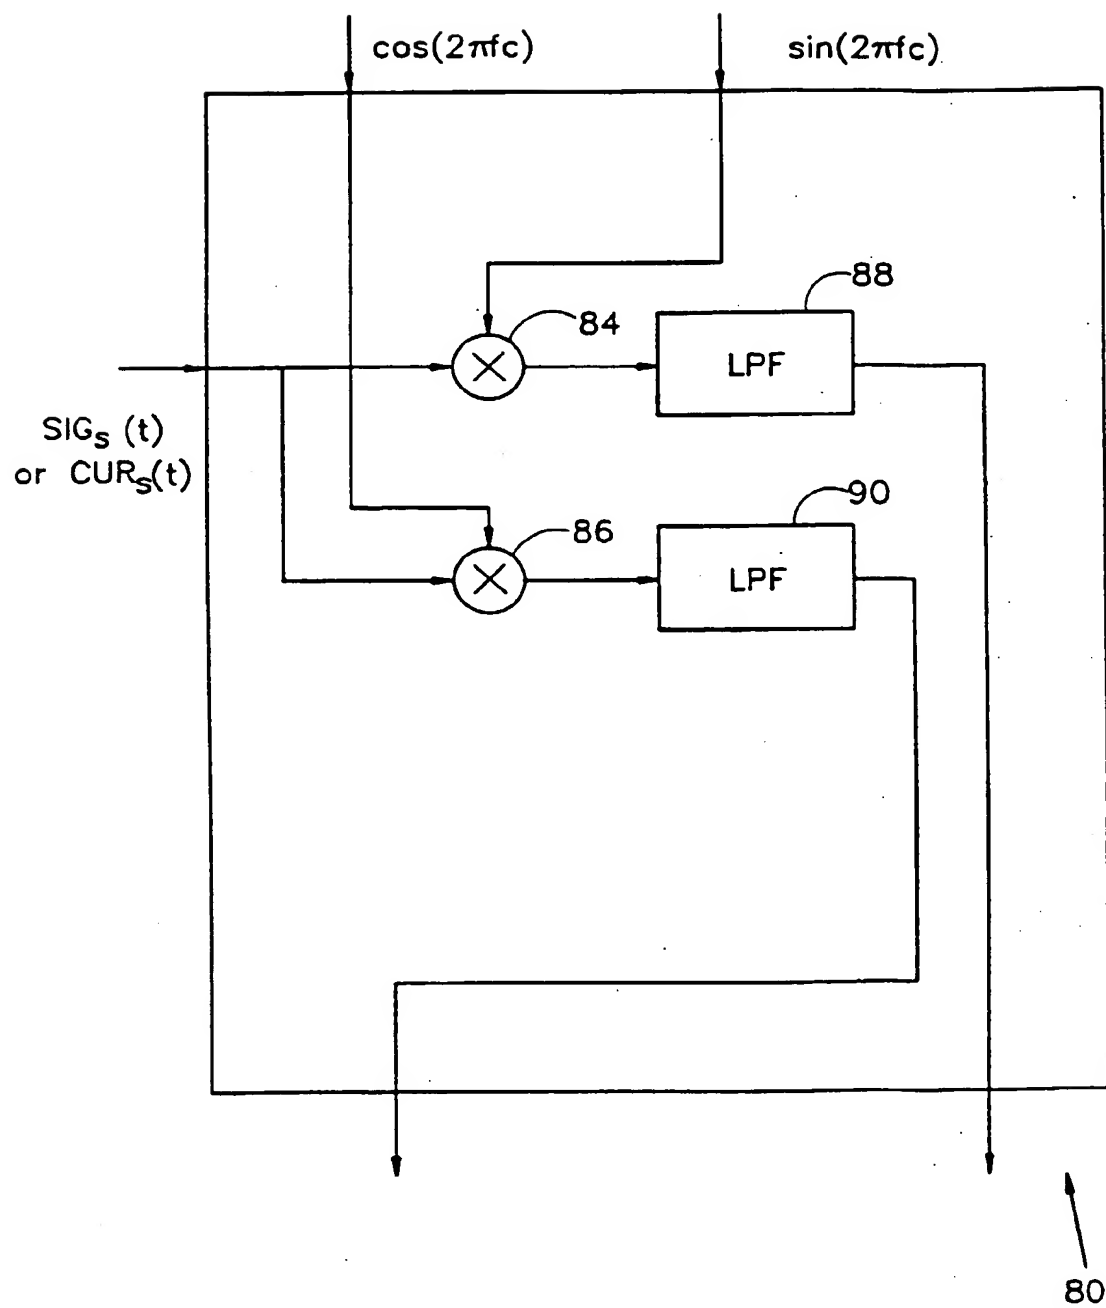 cos(2πfc)
sin(2πfc)
88
84
LPF
SIGs (t)
or CURs(t)
90
86
LPF
80